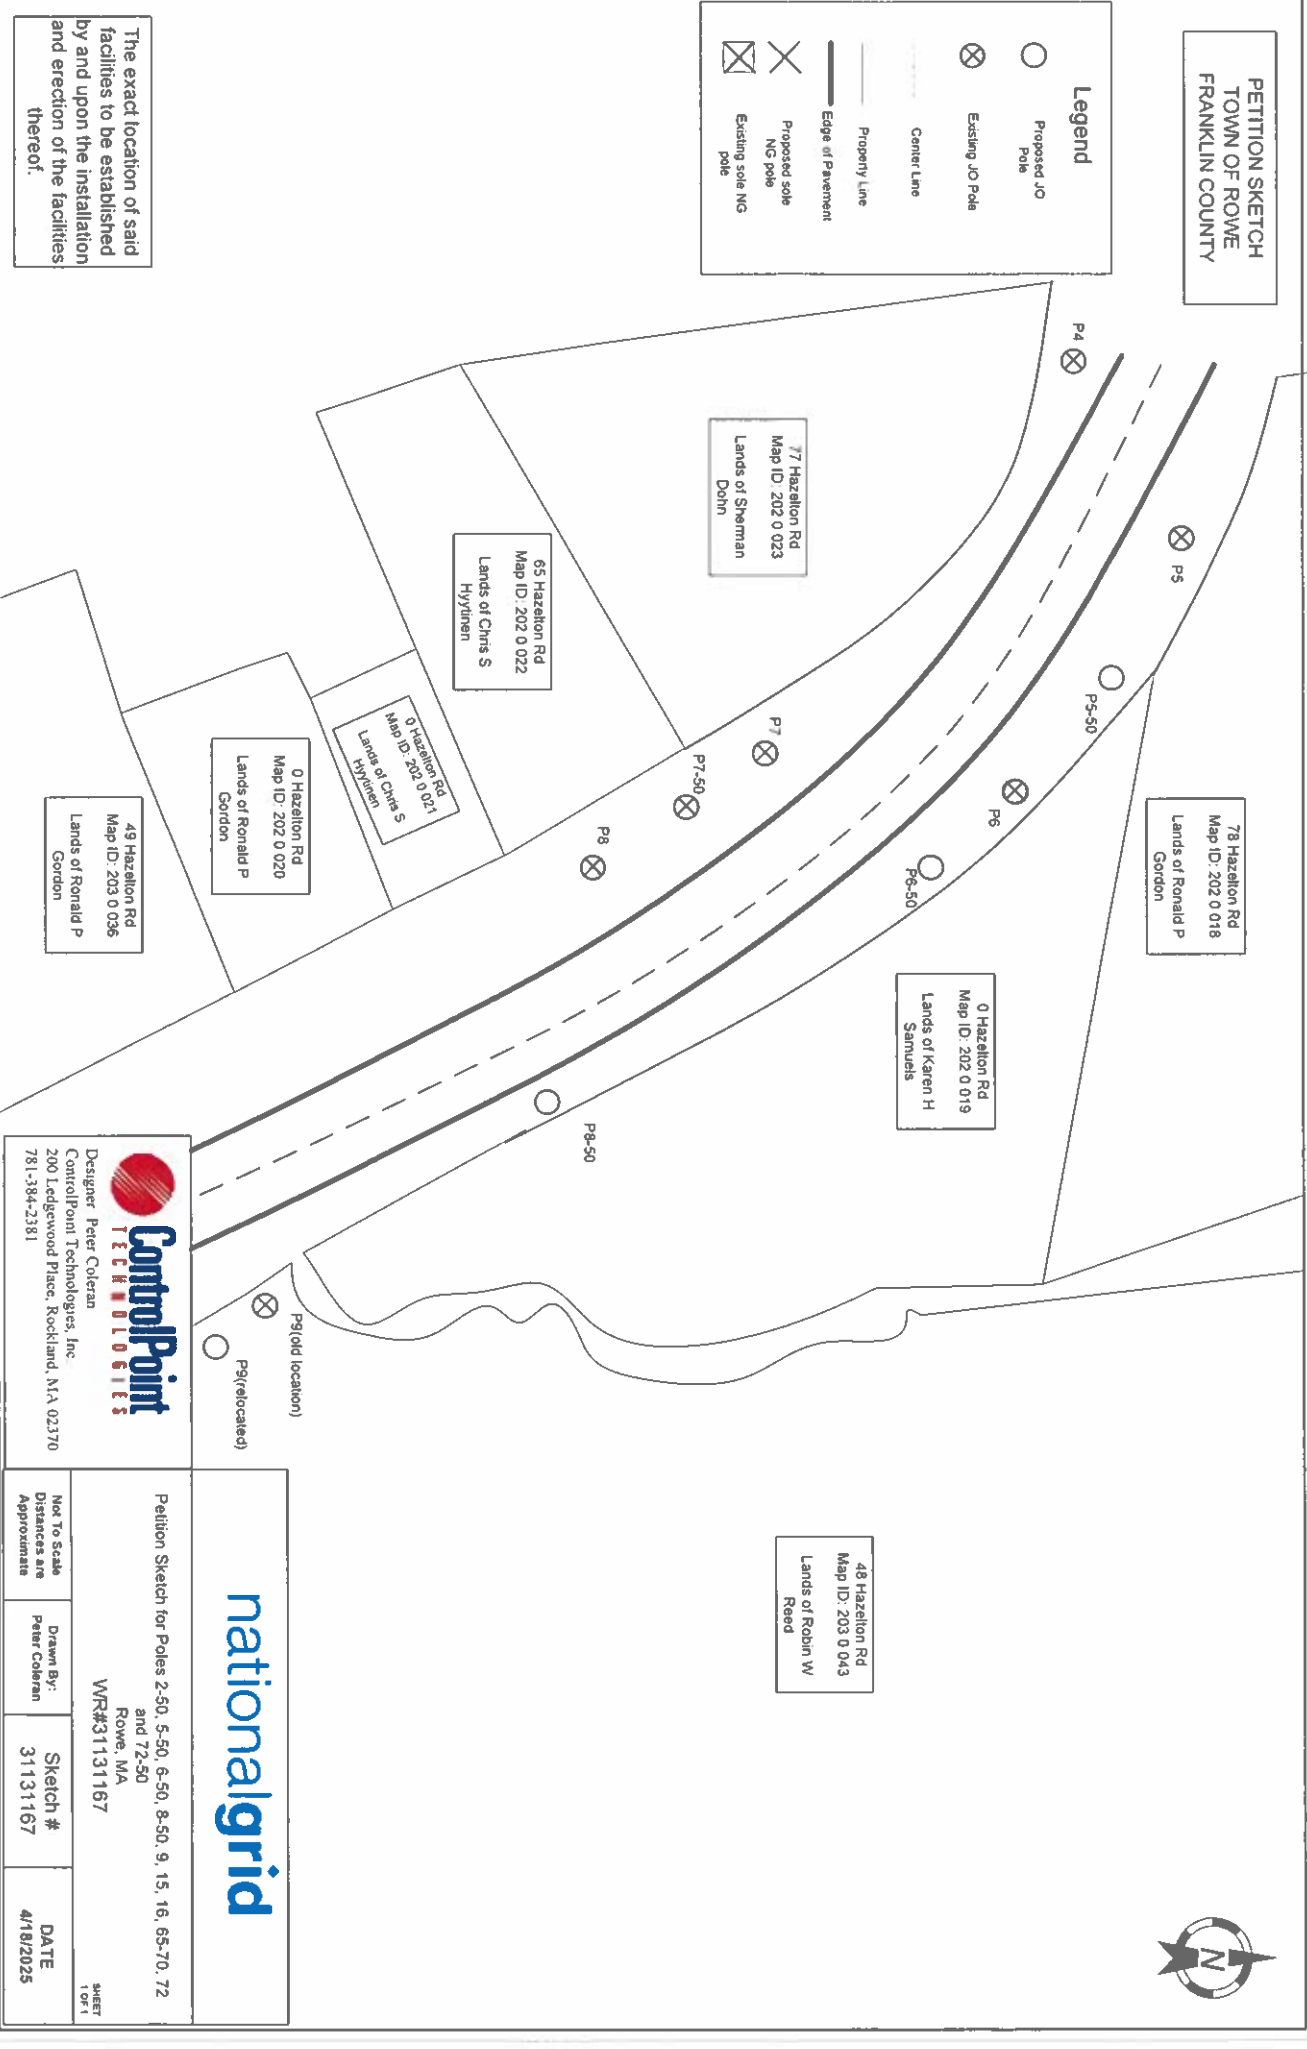 PETITION SKETCH
TOWN OF ROWE
FRANKLIN COUNTY
Legend
Proposed JO
Pole
Existing JO Pole
Center Line
Property Line
Edge of Pavement
Proposed sole
NG pole
Existing sole NG
pole
The exact location of said
facilities to be established
by and upon the installation
and erection of the facilities
thereof.
P4
P5
P5-50
P6
P6-50
P7
P7-50
P8
P8-50
P9(old location)
P9(relocated)
77 Hazelton Rd
Map ID: 202 0 023
Lands of Sherman
Dohn
65 Hazelton Rd
Map ID: 202 0 022
Lands of Chris S
Hyytinen
0 Hazelton Rd
Map ID: 202 0 021
Lands of Chris S
Hyytinen
0 Hazelton Rd
Map ID: 202 0 020
Lands of Ronald P
Gordon
49 Hazelton Rd
Map ID: 203 0 036
Lands of Ronald P
Gordon
78 Hazelton Rd
Map ID: 202 0 018
Lands of Ronald P
Gordon
0 Hazelton Rd
Map ID: 202 0 019
Lands of Karen H
Samuels
48 Hazelton Rd
Map ID: 203 0 043
Lands of Robin W
Reed
N
ControlPoint
TECHNOLOGIES
Designer Peter Coleran
ControlPoint Technologies, Inc
200 Ledgewood Place, Rockland, MA 02370
781-384-2381
nationalgrid
Petition Sketch for Poles 2-50, 5-50, 6-50, 8-50, 9, 15, 16, 65-70, 72
and 72-50
Rowe, MA
WR#31131167
SHEET
1 OF 1
Not To Scale
Distances are
Approximate
Drawn By:
Peter Coleran
Sketch #
31131167
DATE
4/18/2025